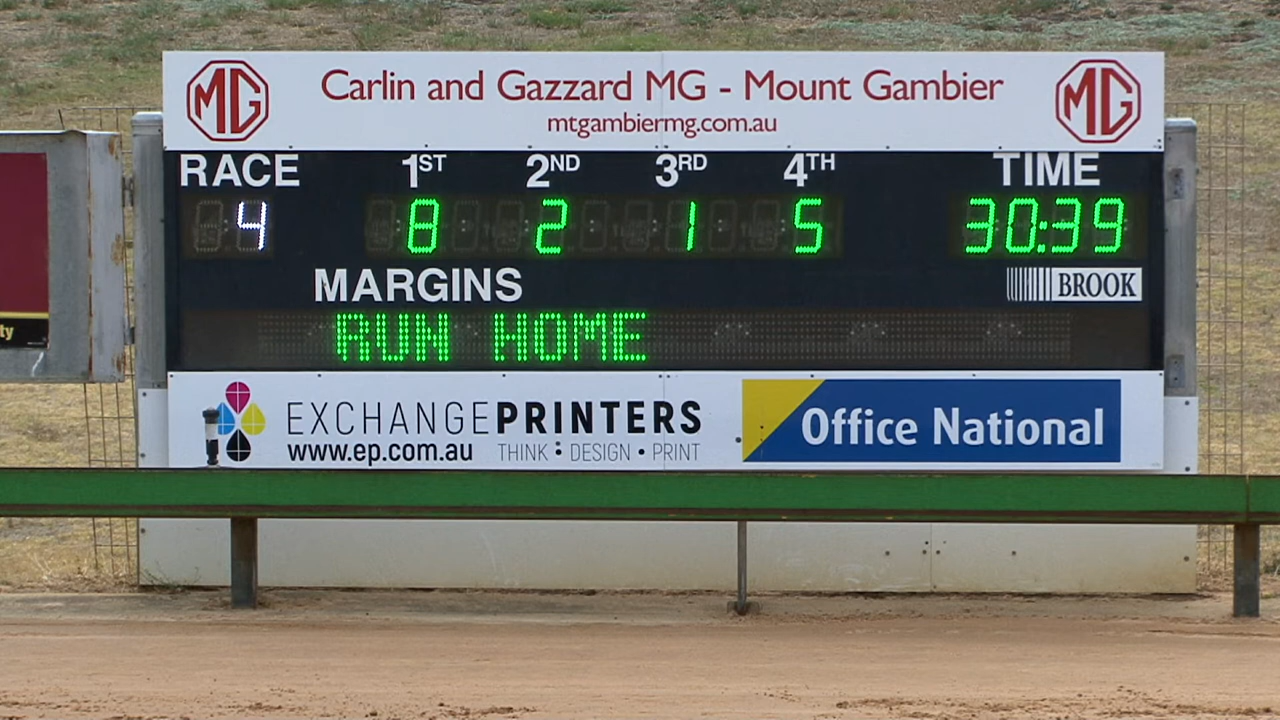 MG Carlin and Gazzard MG - Mount Gambier MG
mtgambiermg.com.au
RACE 1ST 2ND 3RD 4TH TIME
4 8 2 1 5 30:39
MARGINS BROOK
RUN HOME
ty
EXCHANGEPRINTERS Office National
www.ep.com.au THINK : DESIGN • PRINT